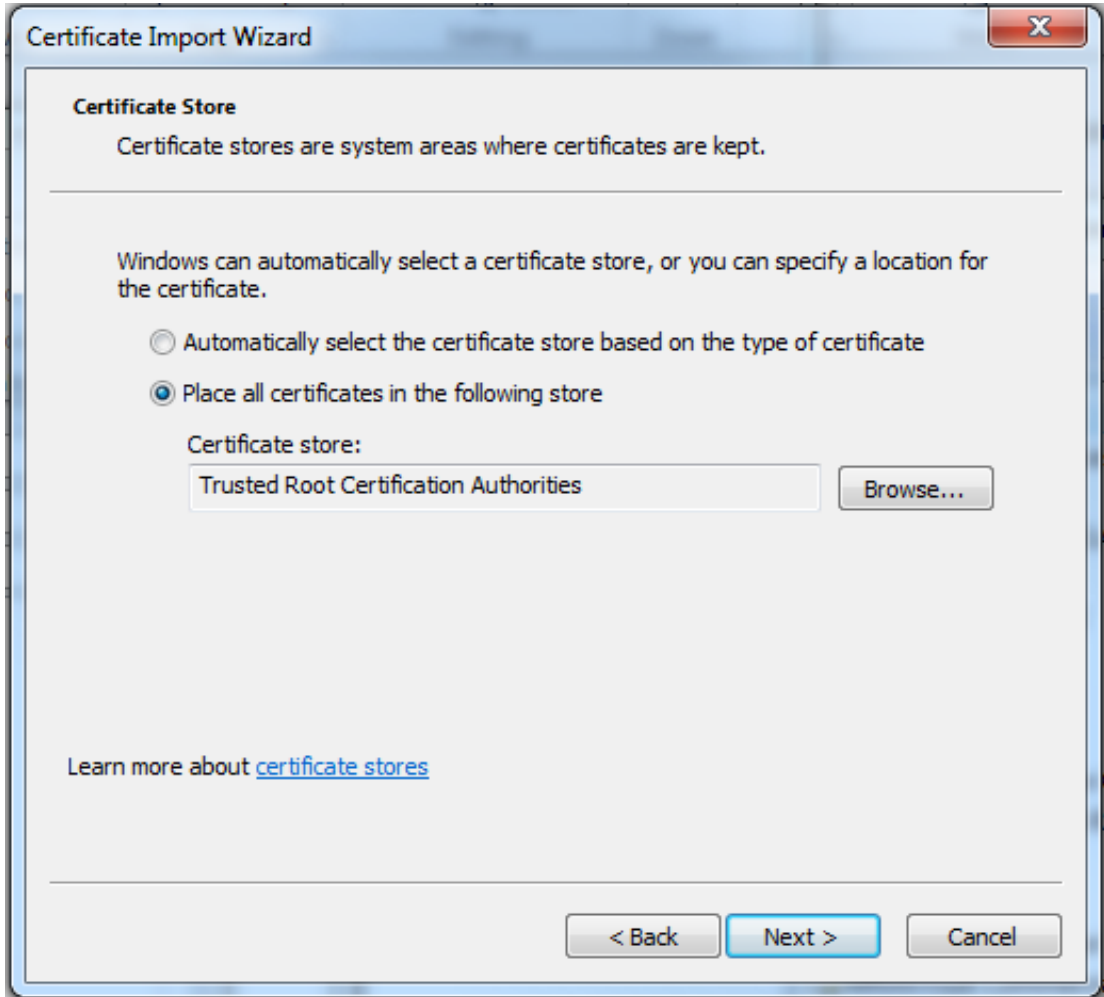 Certificate Import Wizard
Certificate Store
Certificate stores are system areas where certificates are kept.
Windows can automatically select a certificate store, or you can specify a location for
the certificate.
Automatically select the certificate store based on the type of certificate
Place all certificates in the following store
Certificate store:
Trusted Root Certification Authorities
Browse...
Learn more about certificate stores
< Back
Next >
Cancel